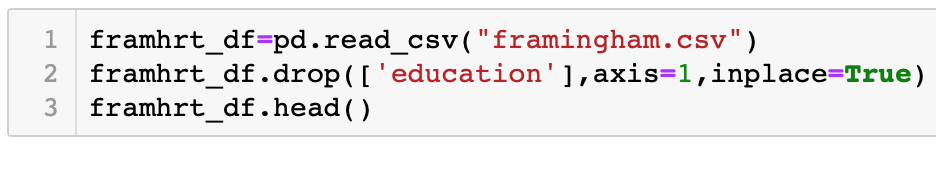 1 framhrt_df=pd.read_csv("framingham.csv")
2 framhrt_df.drop(['education'],axis=1,inplace=True)
3 framhrt_df.head()